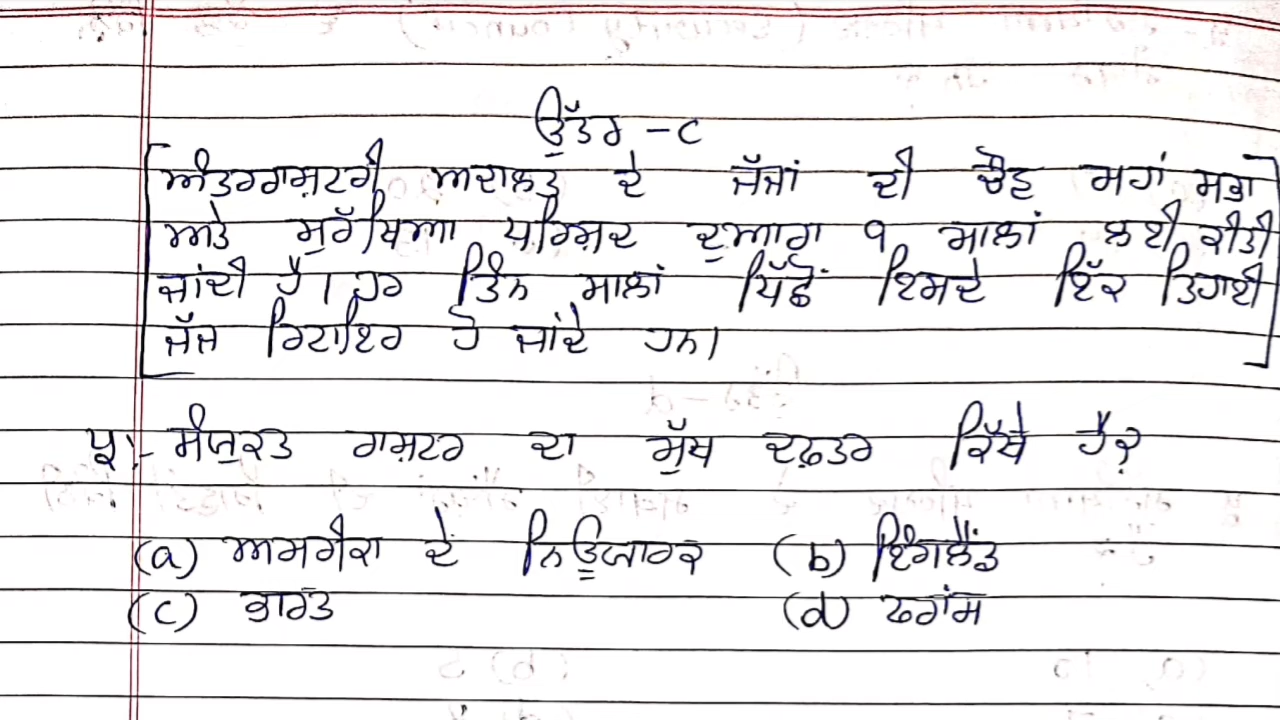 ਉੱਤਰ -c
ਅੰਤਰਰਾਸ਼ਟਰੀ ਅਦਾਲਤ ਦੇ ਜੱਜਾਂ ਦੀ ਚੋਣ ਮਹਾਂ ਸਭਾ
ਅਤੇ ਸੁਰੱਖਿਆ ਪਰਿਸ਼ਦ ਦੁਆਰਾ 9 ਸਾਲਾਂ ਲਈ ਕੀਤੀ
ਜਾਂਦੀ ਹੈ। ਹਰ ਤਿੰਨ ਸਾਲਾਂ ਪਿੱਛੋਂ ਇਸਦੇ ਇੱਕ ਤਿਹਾਈ
ਜੱਜ ਰਿਟਾਇਰ ਹੋ ਜਾਂਦੇ ਹਨ।
ਪ੍ਰ:- ਸੰਯੁਕਤ ਰਾਸ਼ਟਰ ਦਾ ਮੁੱਖ ਦਫ਼ਤਰ ਕਿੱਥੇ ਹੈ?
(a) ਅਮਰੀਕਾ ਦੇ ਨਿਊਯਾਰਕ (b) ਇੰਗਲੈਂਡ
(c) ਭਾਰਤ (d) ਫਰਾਂਸ